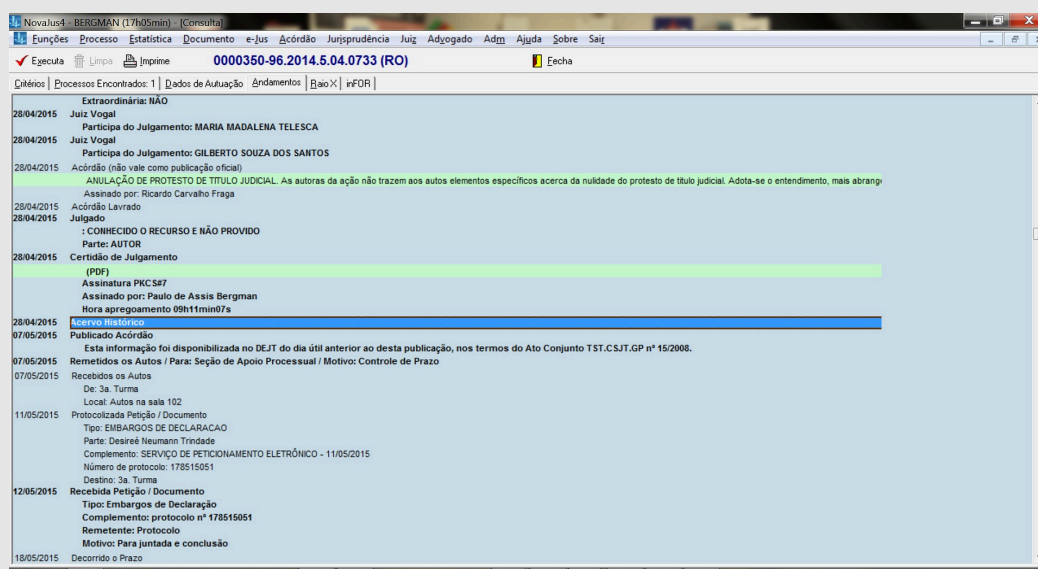 NovaJus4 - BERGMAN (17h05min) - [Consulta]
Funções Processo Estatística Documento e-Jus Acórdão Jurisprudência Juiz Advogado Adm Ajuda Sobre Sair
Executa Limpa Imprime 0000350-96.2014.5.04.0733 (RO) Fecha
Critérios Processos Encontrados: 1 Dados de Autuação Andamentos Raio X inFOR
Extraordinária: NÃO
28/04/2015 Juiz Vogal
Participa do Julgamento: MARIA MADALENA TELESCA
28/04/2015 Juiz Vogal
Participa do Julgamento: GILBERTO SOUZA DOS SANTOS
28/04/2015 Acórdão (não vale como publicação oficial)
ANULAÇÃO DE PROTESTO DE TITULO JUDICIAL. As autoras da ação não trazem aos autos elementos específicos acerca da nulidade do protesto de titulo judicial. Adota-se o entendimento, mais abrang
Assinado por: Ricardo Carvalho Fraga
28/04/2015 Acórdão Lavrado
28/04/2015 Julgado
: CONHECIDO O RECURSO E NÃO PROVIDO
Parte: AUTOR
28/04/2015 Certidão de Julgamento
(PDF)
Assinatura PKCS#7
Assinado por: Paulo de Assis Bergman
Hora apregoamento 09h11min07s
28/04/2015 Acervo Histórico
07/05/2015 Publicado Acórdão
Esta informação foi disponibilizada no DEJT do dia útil anterior ao desta publicação, nos termos do Ato Conjunto TST.CSJT.GP nº 15/2008.
07/05/2015 Remetidos os Autos / Para: Seção de Apoio Processual / Motivo: Controle de Prazo
07/05/2015 Recebidos os Autos
De: 3a. Turma
Local: Autos na sala 102
11/05/2015 Protocolizada Petição / Documento
Tipo: EMBARGOS DE DECLARACAO
Parte: Desireé Neumann Trindade
Complemento: SERVIÇO DE PETICIONAMENTO ELETRÔNICO - 11/05/2015
Número de protocolo: 178515051
Destino: 3a. Turma
12/05/2015 Recebida Petição / Documento
Tipo: Embargos de Declaração
Complemento: protocolo nº 178515051
Remetente: Protocolo
Motivo: Para juntada e conclusão
18/05/2015 Decorrido o Prazo